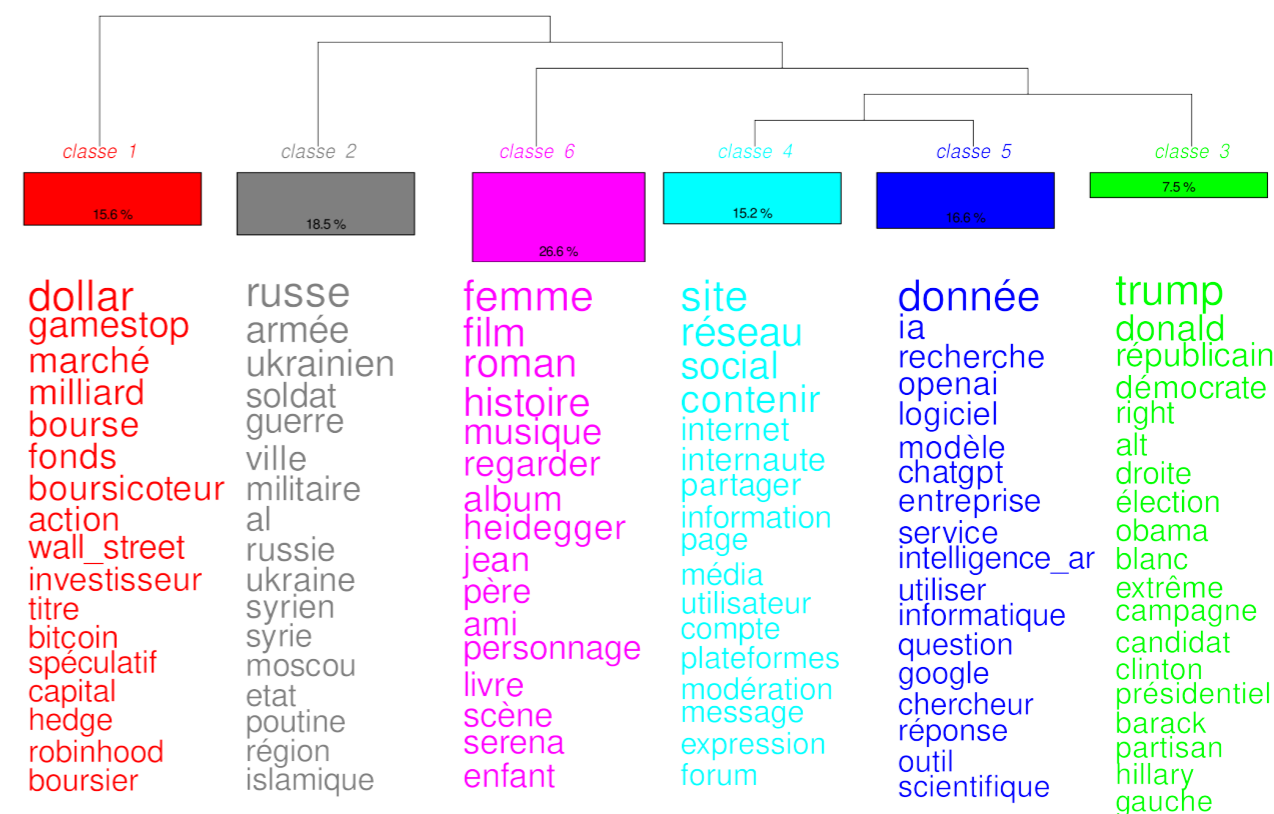 classe 1
classe 2
classe 6
classe 4
classe 5
classe 3
15.6 %
18.5 %
26.6 %
15.2 %
16.6 %
7.5 %
dollar
gamestop
marché
milliard
bourse
fonds
boursicoteur
action
wall_street
investisseur
titre
bitcoin
spéculatif
capital
hedge
robinhood
boursier
russe
armée
ukrainien
soldat
guerre
ville
militaire
al
russie
ukraine
syrien
syrie
moscou
etat
poutine
région
islamique
femme
film
roman
histoire
musique
regarder
album
heidegger
jean
père
ami
personnage
livre
scène
serena
enfant
site
réseau
social
contenir
internet
internaute
partager
information
page
média
utilisateur
compte
plateformes
modération
message
expression
forum
donnée
ia
recherche
openai
logiciel
modèle
chatgpt
entreprise
service
intelligence_ar
utiliser
informatique
question
google
chercheur
réponse
outil
scientifique
trump
donald
républicain
démocrate
right
alt
droite
élection
obama
blanc
extrême
campagne
candidat
clinton
présidentiel
barack
partisan
hillary
gauche